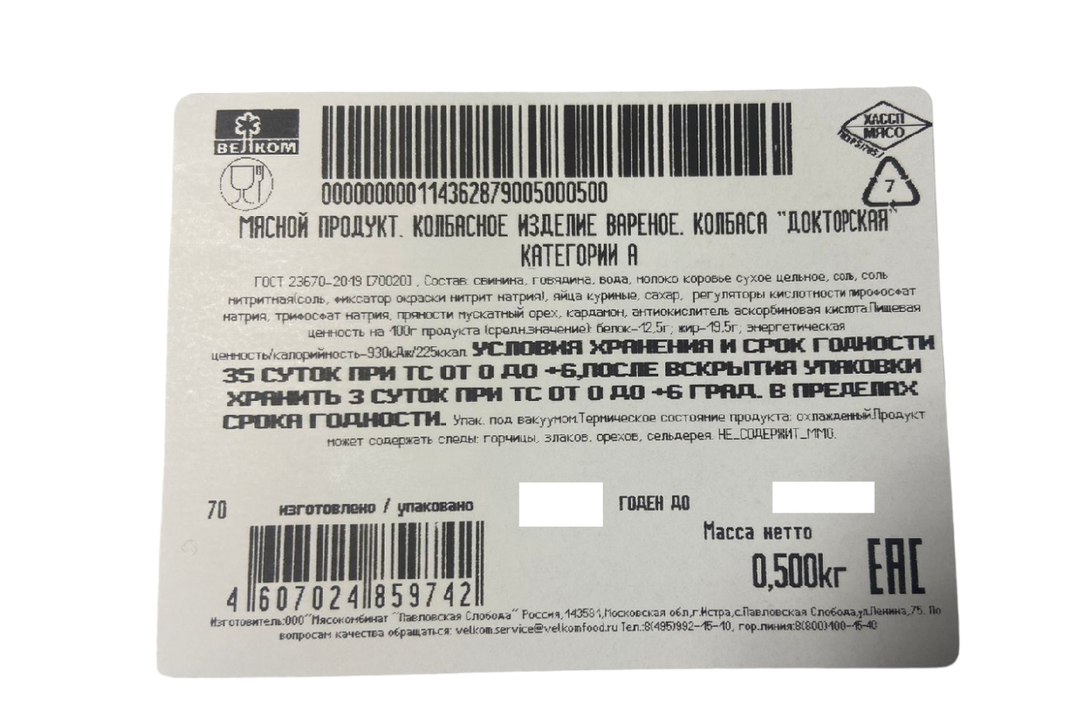 ВЕЛКОМ
ХАССП
МЯСО
7
000000000114362879005000500
МЯСНОЙ ПРОДУКТ. КОЛБАСНОЕ ИЗДЕЛИЕ ВАРЕНОЕ. КОЛБАСА "ДОКТОРСКАЯ"
КАТЕГОРИИ А
ГОСТ 23670-2019 [70020]. Состав: свинина, говядина, вода, молоко коровье сухое цельное, соль, соль
нитритная(соль, фиксатор окраски нитрит натрия), яйца куриные, сахар, регуляторы кислотности:пирофосфат
натрия, трифосфат натрия, пряности мускатный орех, кардамон, антиокислитель аскорбиновая кислота.Пищевая
ценность на 100г продукта (средн.значение): белок-12,5г; жир-19,5г; энергетическая
ценность/калорийность-930кДж/225ккал. УСЛОВИЯ ХРАНЕНИЯ И СРОК ГОДНОСТИ
35 СУТОК ПРИ ТС ОТ 0 ДО +6,ПОСЛЕ ВСКРЫТИЯ УПАКОВКИ
ХРАНИТЬ 3 СУТОК ПРИ ТС ОТ 0 ДО +6 ГРАД. В ПРЕДЕЛАХ
СРОКА ГОДНОСТИ. Упак. под вакуумом.Термическое состояние продукта: охлажденный.Продукт
может содержать следы: горчицы, злаков, орехов, сельдерея. НЕ_СОДЕРЖИТ_ММО.
70 изготовлено / упаковано ГОДЕН ДО
Масса нетто
0,500кг EAC
4 607024 859742
Изготовитель:ООО"Мясокомбинат "Павловская Слобода" Россия,143581,Московская обл,г.Истра,с.Павловская Слобода,ул.Ленина,75. По
вопросам качества обращаться: velkom.service@velkomfood.ru Тел.:8(495)992-15-10, гор.линия:8(800)100-15-40